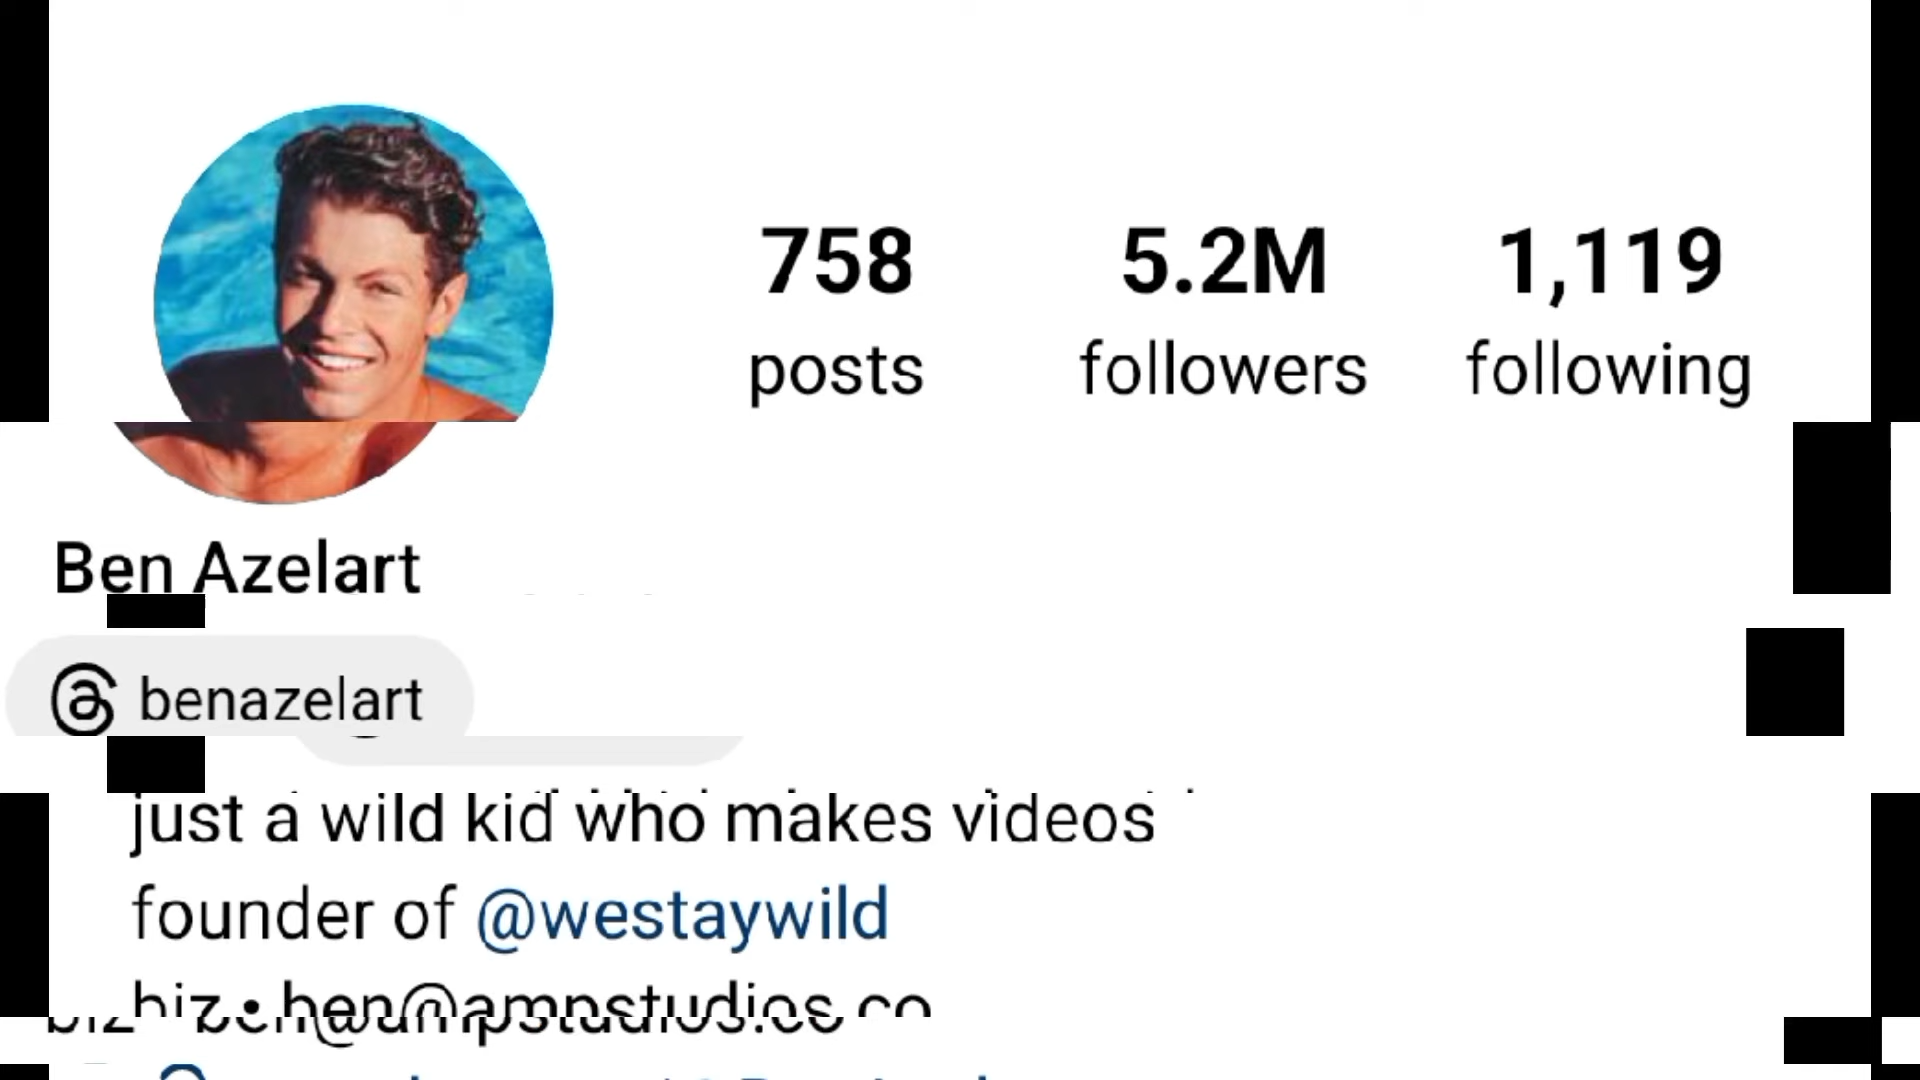 758 5.2M 1,119
posts followers following
Ben Azelart
benazelart
just a wild kid who makes videos
founder of @westaywild
biz • ben@ampstudios.co